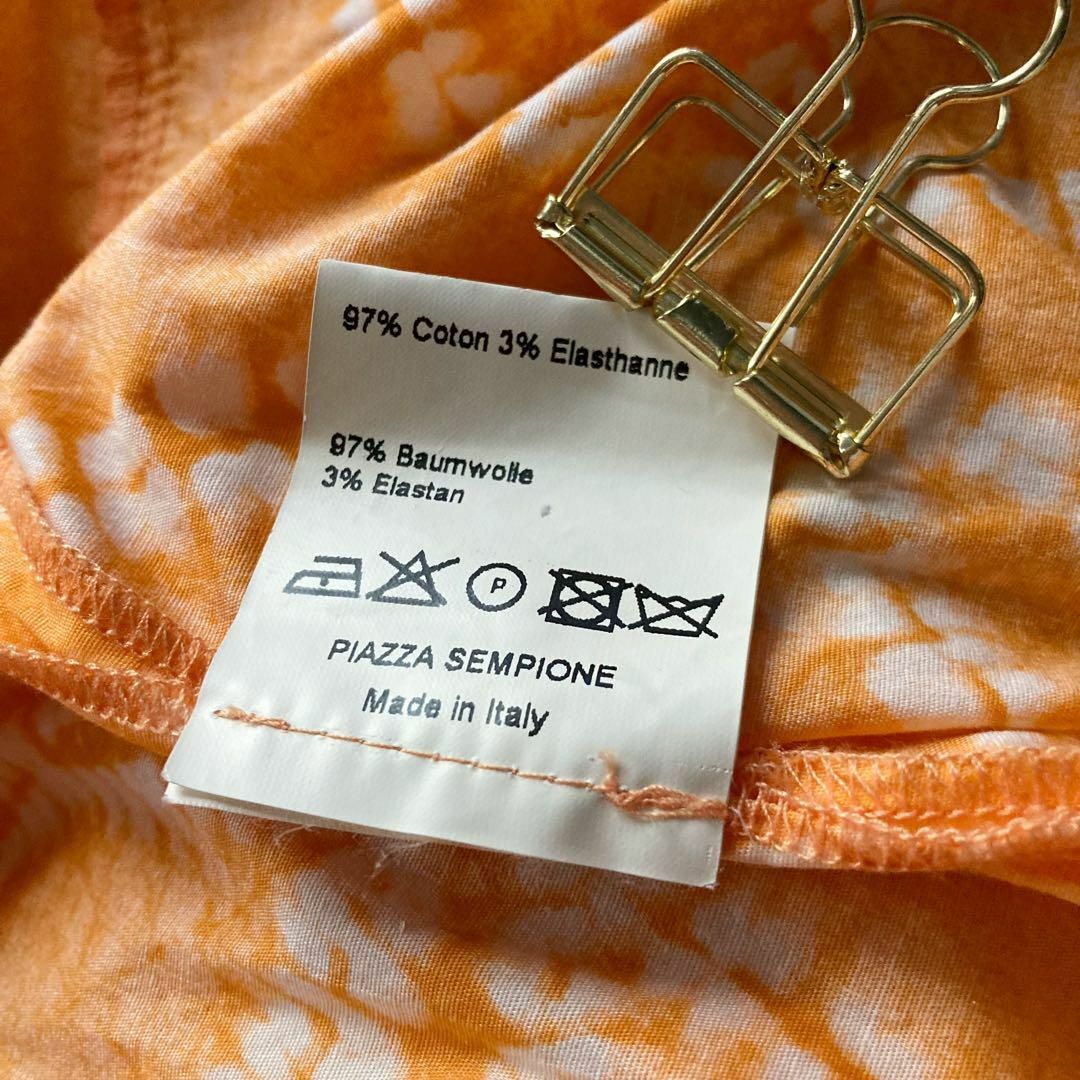 97% Coton 3% Elasthanne
97% Baumwolle
3% Elastan
P
PIAZZA SEMPIONE
Made in Italy